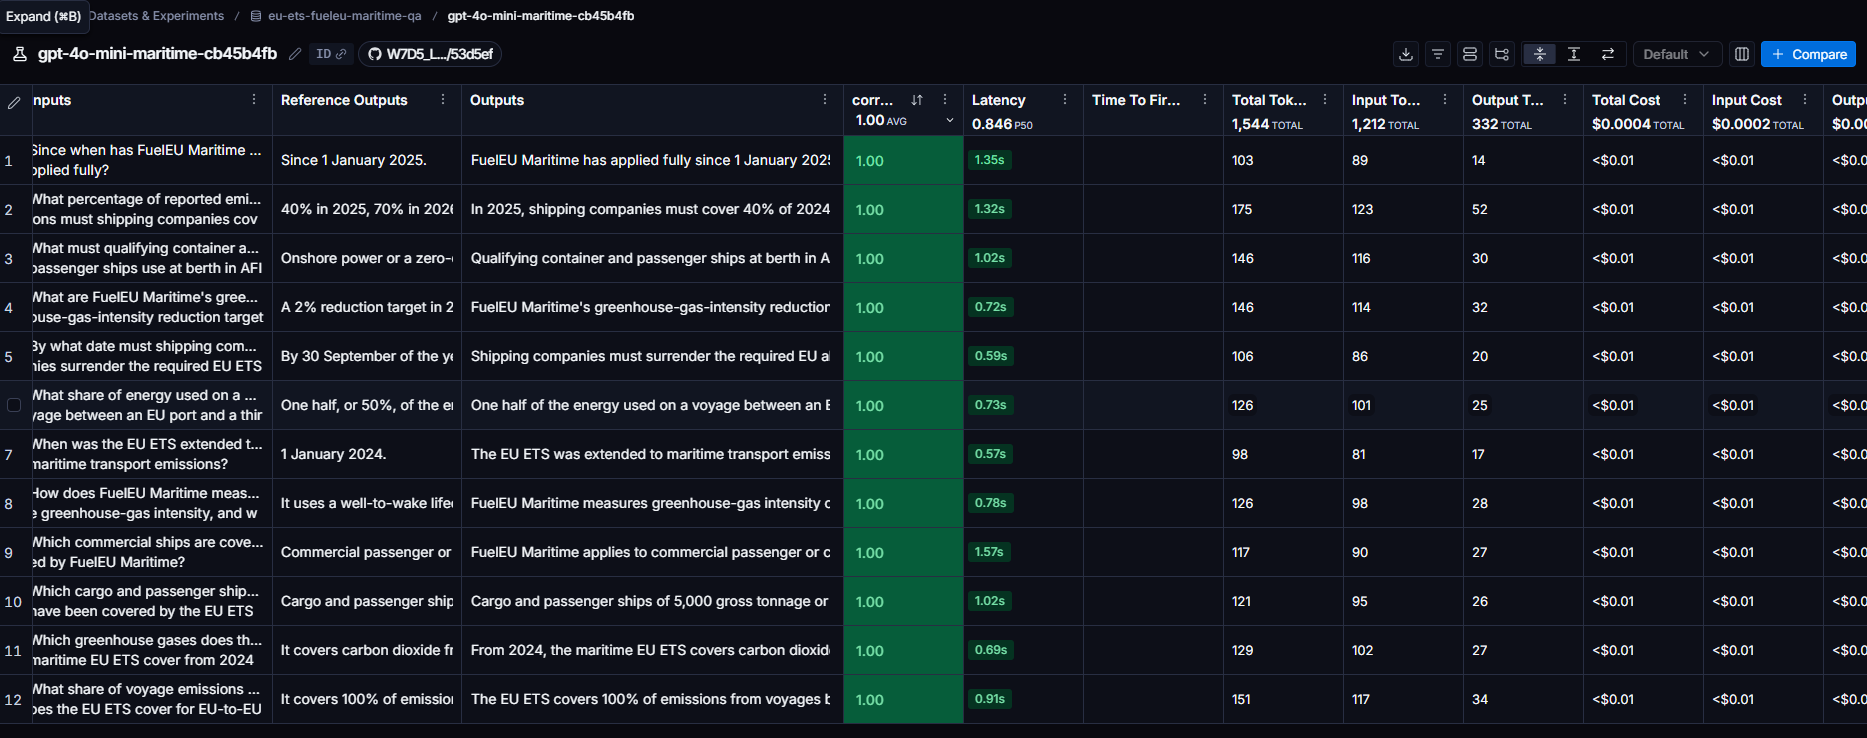 Expand (⌘B)
Datasets & Experiments / eu-ets-fueleu-maritime-qa / gpt-4o-mini-maritime-cb45b4fb
gpt-4o-mini-maritime-cb45b4fb ID W7D5_L.../53d5ef Default + Compare
nputs Reference Outputs Outputs corr... Latency Time To Fir... Total Tok... Input To... Output T... Total Cost Input Cost Outp
1.00 AVG 0.846 P50 1,544 TOTAL 1,212 TOTAL 332 TOTAL $0.0004 TOTAL $0.0002 TOTAL $0.00
1 Since when has FuelEU Maritime ... Since 1 January 2025. FuelEU Maritime has applied fully since 1 January 2025 1.00 1.35s 103 89 14 <$0.01 <$0.01 <$0.0
pplied fully?
2 What percentage of reported emi... 40% in 2025, 70% in 2026 In 2025, shipping companies must cover 40% of 2024 1.00 1.32s 175 123 52 <$0.01 <$0.01 <$0.0
ons must shipping companies cov
3 What must qualifying container a... Onshore power or a zero- Qualifying container and passenger ships at berth in A 1.00 1.02s 146 116 30 <$0.01 <$0.01 <$0.0
passenger ships use at berth in AFI
4 What are FuelEU Maritime's gree... A 2% reduction target in 2 FuelEU Maritime's greenhouse-gas-intensity reduction 1.00 0.72s 146 114 32 <$0.01 <$0.01 <$0.0
ouse-gas-intensity reduction target
5 By what date must shipping com... By 30 September of the ye Shipping companies must surrender the required EU a 1.00 0.59s 106 86 20 <$0.01 <$0.01 <$0.0
nies surrender the required EU ETS
What share of energy used on a ... One half, or 50%, of the e One half of the energy used on a voyage between an E 1.00 0.73s 126 101 25 <$0.01 <$0.01 <$0.0
yage between an EU port and a thir
7 When was the EU ETS extended t... 1 January 2024. The EU ETS was extended to maritime transport emiss 1.00 0.57s 98 81 17 <$0.01 <$0.01 <$0.0
maritime transport emissions?
8 How does FuelEU Maritime meas... It uses a well-to-wake life FuelEU Maritime measures greenhouse-gas intensity 1.00 0.78s 126 98 28 <$0.01 <$0.01 <$0.0
e greenhouse-gas intensity, and w
9 Which commercial ships are cove... Commercial passenger or FuelEU Maritime applies to commercial passenger or c 1.00 1.57s 117 90 27 <$0.01 <$0.01 <$0.0
ed by FuelEU Maritime?
10 Which cargo and passenger ship... Cargo and passenger ship Cargo and passenger ships of 5,000 gross tonnage or 1.00 1.02s 121 95 26 <$0.01 <$0.01 <$0.0
have been covered by the EU ETS
11 Which greenhouse gases does th... It covers carbon dioxide fr From 2024, the maritime EU ETS covers carbon dioxid 1.00 0.69s 129 102 27 <$0.01 <$0.01 <$0.0
maritime EU ETS cover from 2024
12 What share of voyage emissions ... It covers 100% of emission The EU ETS covers 100% of emissions from voyages b 1.00 0.91s 151 117 34 <$0.01 <$0.01 <$0.0
oes the EU ETS cover for EU-to-EU